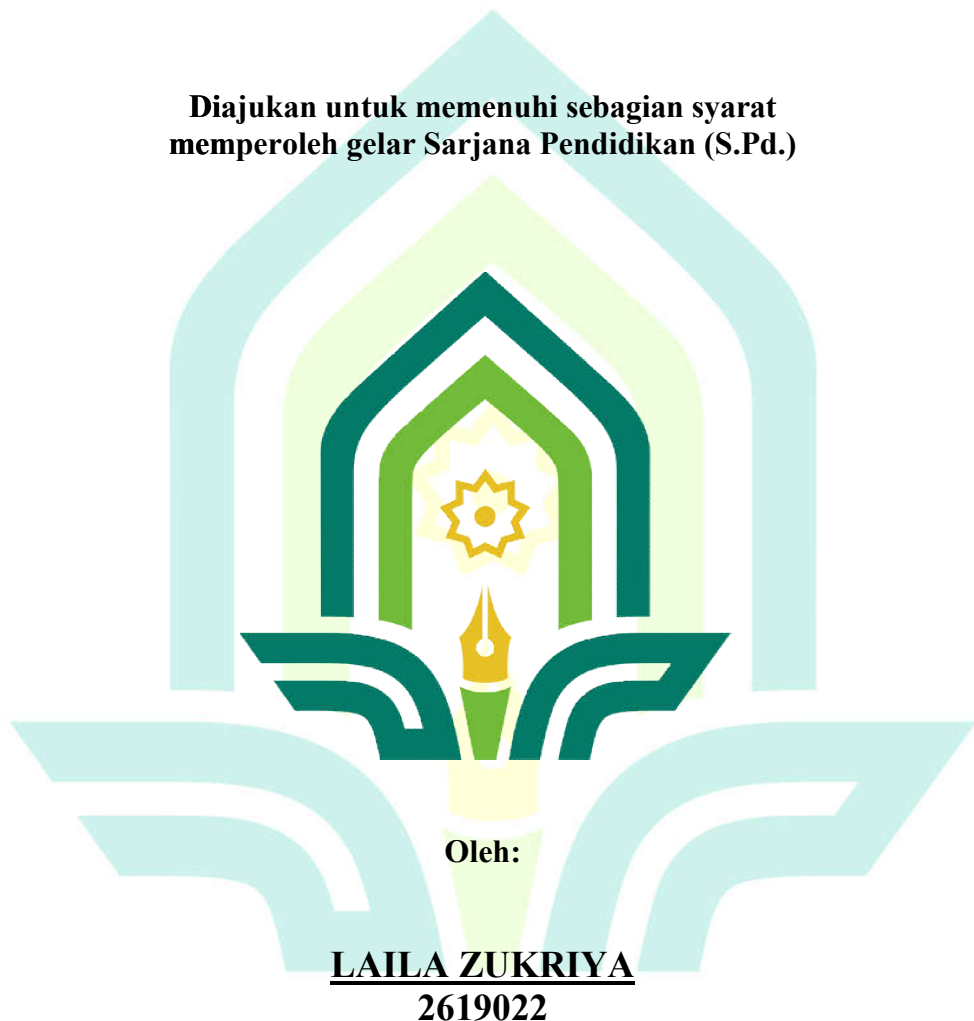 Diajukan untuk memenuhi sebagian syarat
memperoleh gelar Sarjana Pendidikan (S.Pd.)
Oleh:
LAILA ZUKRIYA
2619022